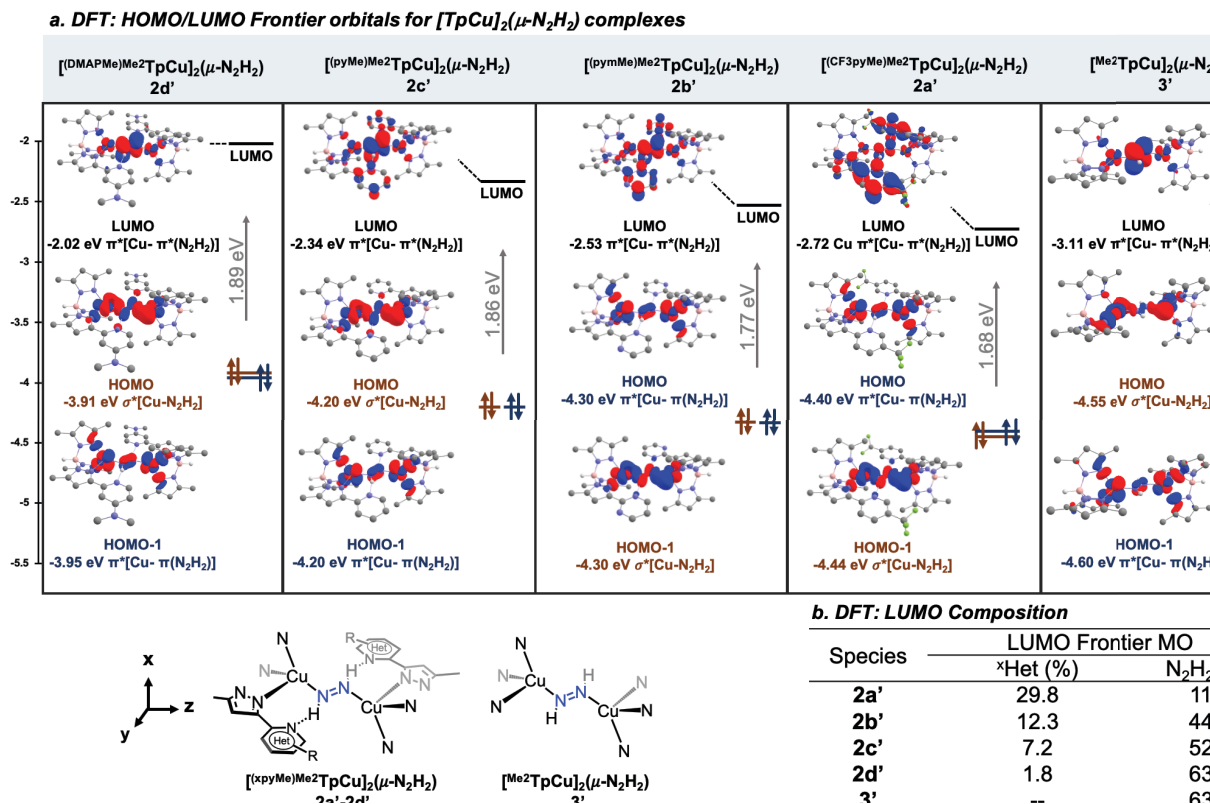 a. DFT: HOMO/LUMO Frontier orbitals for [TpCu]₂(μ-N₂H₂) complexes
[⁽ᴰᴹᴬᴾᴹᵉ⁾ᴹᵉ²TpCu]₂(μ-N₂H₂)
2d'
[⁽ᵖʸᴹᵉ⁾ᴹᵉ²TpCu]₂(μ-N₂H₂)
2c'
[⁽ᵖʸᵐᴹᵉ⁾ᴹᵉ²TpCu]₂(μ-N₂H₂)
2b'
[⁽ᶜᶠ³ᵖʸᴹᵉ⁾ᴹᵉ²TpCu]₂(μ-N₂H₂)
2a'
[ᴹᵉ²TpCu]₂(μ-N₂
3'
-2
-2.5
-3
-3.5
-4
-4.5
-5
-5.5
LUMO
LUMO
-2.02 eV π*[Cu- π*(N₂H₂)]
1.89 eV
HOMO
-3.91 eV σ*[Cu-N₂H₂]
HOMO-1
-3.95 eV π*[Cu- π(N₂H₂)]
LUMO
LUMO
-2.34 eV π*[Cu- π*(N₂H₂)]
1.86 eV
HOMO
-4.20 eV σ*[Cu-N₂H₂]
HOMO-1
-4.20 eV π*[Cu- π(N₂H₂)]
LUMO
LUMO
-2.53 π*[Cu- π*(N₂H₂)]
1.77 eV
HOMO
-4.30 eV π*[Cu- π(N₂H₂)]
HOMO-1
-4.30 eV σ*[Cu-N₂H₂]
LUMO
LUMO
-2.72 Cu π*[Cu- π*(N₂H₂)]
1.68 eV
HOMO
-4.40 eV π*[Cu- π(N₂H₂)]
HOMO-1
-4.44 eV σ*[Cu-N₂H₂]
LUMO
-3.11 eV π*[Cu- π*(N₂H
HOMO
-4.55 eV σ*[Cu-N₂H₂]
HOMO-1
-4.60 eV π*[Cu- π(N₂H
x
y
z
R
Het
N
N
Cu
H
N
N
N
N
N
N
N
H
Cu
N
N
N
Het
R
[⁽ˣᵖʸᴹᵉ⁾ᴹᵉ²TpCu]₂(μ-N₂H₂)
2a'-2d'
N
N
Cu
N
H
N
N
H
N
Cu
N
N
[ᴹᵉ²TpCu]₂(μ-N₂H₂)
3'
b. DFT: LUMO Composition
Species
LUMO Frontier MO
ˣHet (%)
N₂H₂
2a' 29.8 11
2b' 12.3 44
2c' 7.2 52
2d' 1.8 63
3' -- 63